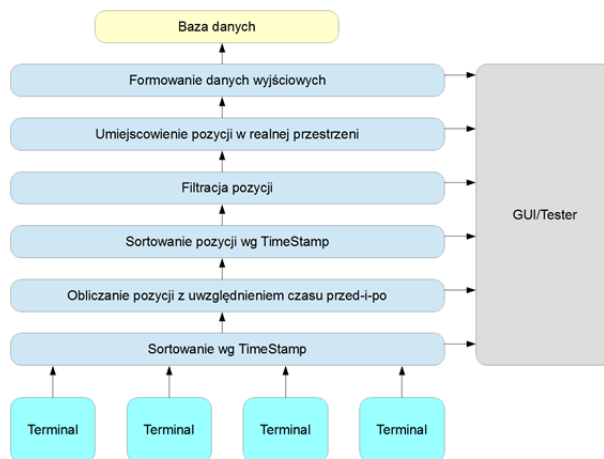 Baza danych
Formowanie danych wyjściowych
Umiejscowienie pozycji w realnej przestrzeni
Filtracja pozycji
GUI/Tester
Sortowanie pozycji wg TimeStamp
Obliczanie pozycji z uwzględnieniem czasu przed-i-po
Sortowanie wg TimeStamp
Terminal
Terminal
Terminal
Terminal